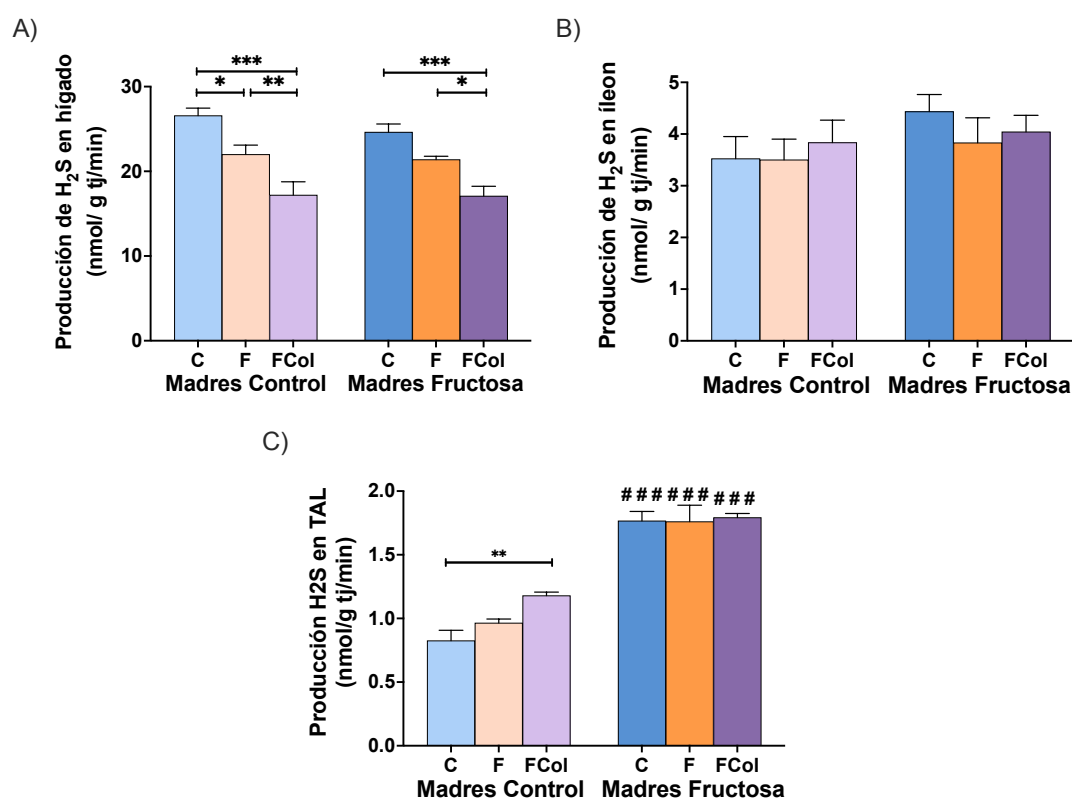 A)
Producción de H2S en hígado
(nmol/ g tj/min)
40
30
20
10
0
***
*
**
***
*
C
F
FCol
C
F
FCol
Madres Control
Madres Fructosa
B)
Producción de H2S en íleon
(nmol/ g tj/min)
5
4
3
2
1
0
C
F
FCol
C
F
FCol
Madres Control
Madres Fructosa
C)
Producción H2S en TAL
(nmol/g tj/min)
2.0
1.5
1.0
0.5
0.0
**
###
###
###
C
F
FCol
C
F
FCol
Madres Control
Madres Fructosa